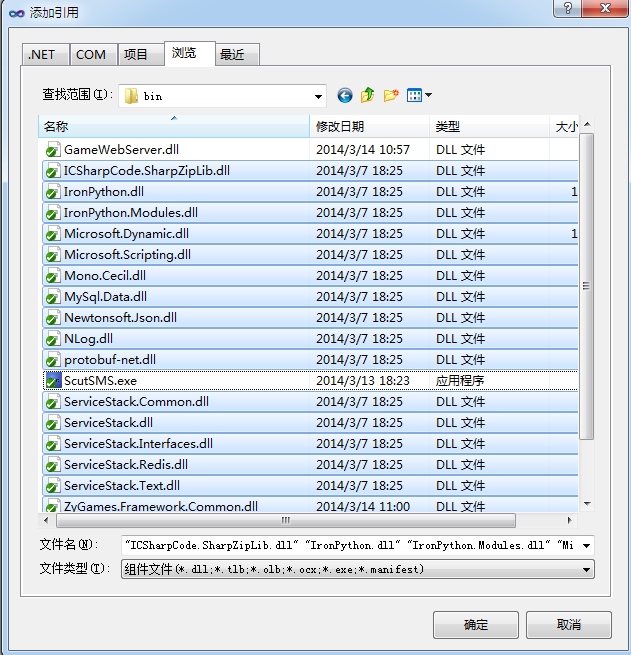 添加引用
.NET COM 项目 浏览 最近
查找范围(I): bin
名称 修改日期 类型 大小
GameWebServer.dll 2014/3/14 10:57 DLL 文件
ICSharpCode.SharpZipLib.dll 2014/3/7 18:25 DLL 文件
IronPython.dll 2014/3/7 18:25 DLL 文件 1
IronPython.Modules.dll 2014/3/7 18:25 DLL 文件
Microsoft.Dynamic.dll 2014/3/7 18:25 DLL 文件 1
Microsoft.Scripting.dll 2014/3/7 18:25 DLL 文件
Mono.Cecil.dll 2014/3/7 18:25 DLL 文件
MySql.Data.dll 2014/3/7 18:25 DLL 文件
Newtonsoft.Json.dll 2014/3/7 18:25 DLL 文件
NLog.dll 2014/3/7 18:25 DLL 文件
protobuf-net.dll 2014/3/7 18:25 DLL 文件
ScutSMS.exe 2014/3/13 18:23 应用程序
ServiceStack.Common.dll 2014/3/7 18:25 DLL 文件
ServiceStack.dll 2014/3/7 18:25 DLL 文件
ServiceStack.Interfaces.dll 2014/3/7 18:25 DLL 文件
ServiceStack.Redis.dll 2014/3/7 18:25 DLL 文件
ServiceStack.Text.dll 2014/3/7 18:25 DLL 文件
ZyGames.Framework.Common.dll 2014/3/14 11:00 DLL 文件
文件名(N): "ICSharpCode.SharpZipLib.dll" "IronPython.dll" "IronPython.Modules.dll" "Mi
文件类型(T): 组件文件(*.dll;*.tlb;*.olb;*.ocx;*.exe;*.manifest)
确定 取消